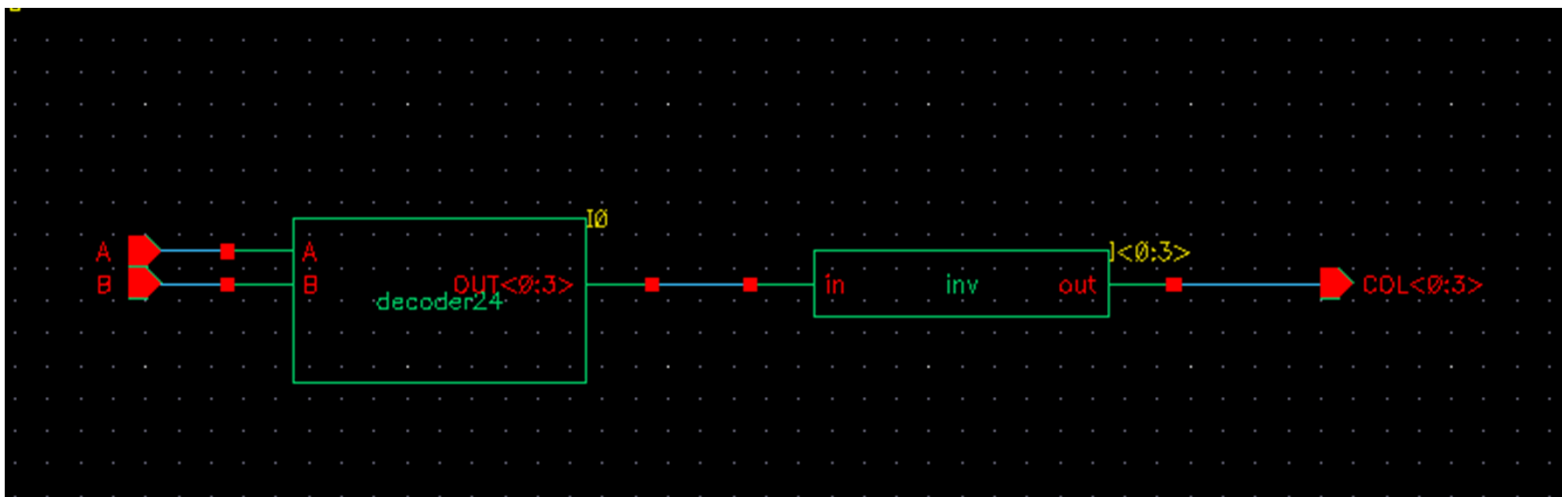 I0
A A
B B OUT<0:3>
decoder24
]<0:3>
in inv out
COL<0:3>